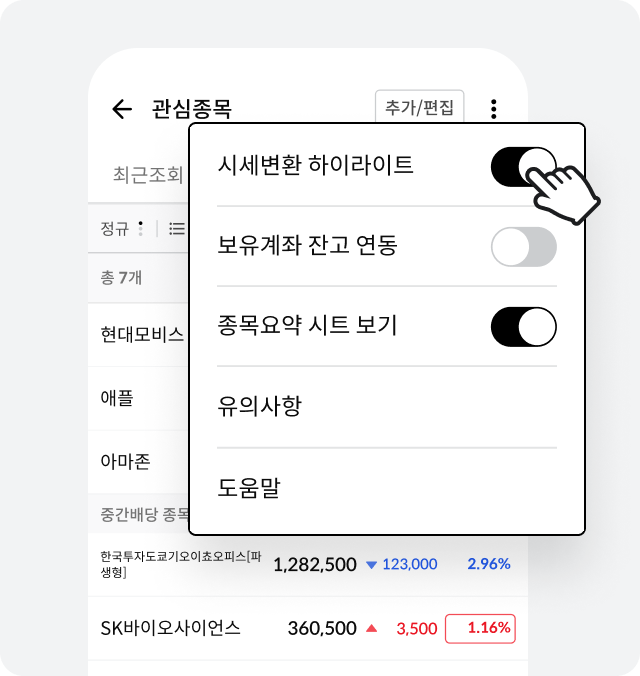 관심종목 추가/편집
최근조회
시세변환 하이라이트
정규
보유계좌 잔고 연동
총 7개
종목요약 시트 보기
현대모비스
애플
유의사항
아마존
도움말
중간배당 종목
한국투자도쿄기오이쵸오피스[파
생형] 1,282,500 ▼ 123,000 2.96%
SK바이오사이언스 360,500 ▲ 3,500 1.16%